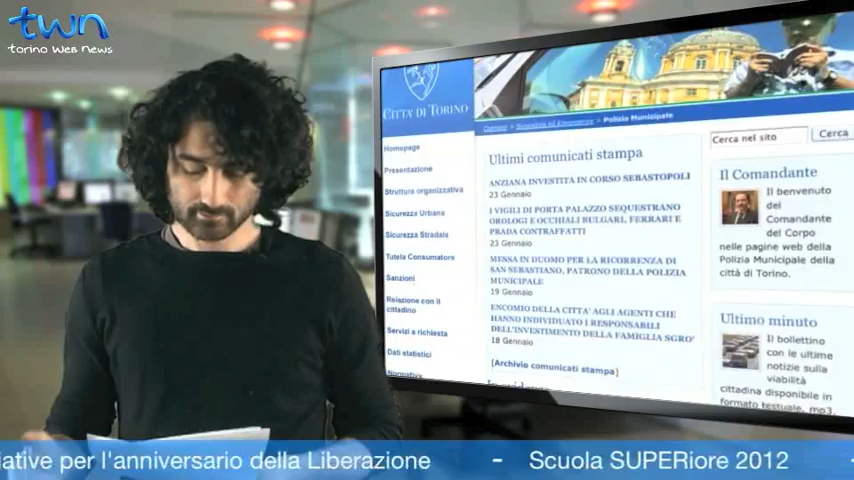 twn
Torino Web News
CITTÀ DI TORINO
Polizia Municipale
Homepage
Presentazione
Struttura organizzativa
Sicurezza Urbana
Sicurezza Stradale
Tutela Consumatore
Sanzioni
Relazione con il
cittadino
Servizi a richiesta
Dati statistici
Normativa
Ultimi comunicati stampa
ANZIANA INVESTITA IN CORSO SEBASTOPOLI
23 Gennaio
I VIGILI DI PORTA PALAZZO SEQUESTRANO
OROLOGI E OCCHIALI BULGARI, FERRARI E
PRADA CONTRAFFATTI
23 Gennaio
MESSA IN DUOMO PER LA RICORRENZA DI
SAN SEBASTIANO, PATRONO DELLA POLIZIA
MUNICIPALE
19 Gennaio
ENCOMIO DELLA CITTA' AGLI AGENTI CHE
HANNO INDIVIDUATO I RESPONSABILI
DELL'INVESTIMENTO DELLA FAMIGLIA SGRO'
18 Gennaio
[Archivio comunicati stampa]
Cerca nel sito Cerca
Il Comandante
Il benvenuto
del
Comandante
del Corpo
nelle pagine web della
Polizia Municipale della
città di Torino.
Ultimo minuto
Il bollettino
con le ultime
notizie sulla
viabilità
cittadina disponibile in
formato testuale, mp3,
iative per l'anniversario della Liberazione - Scuola SUPERiore 2012 -